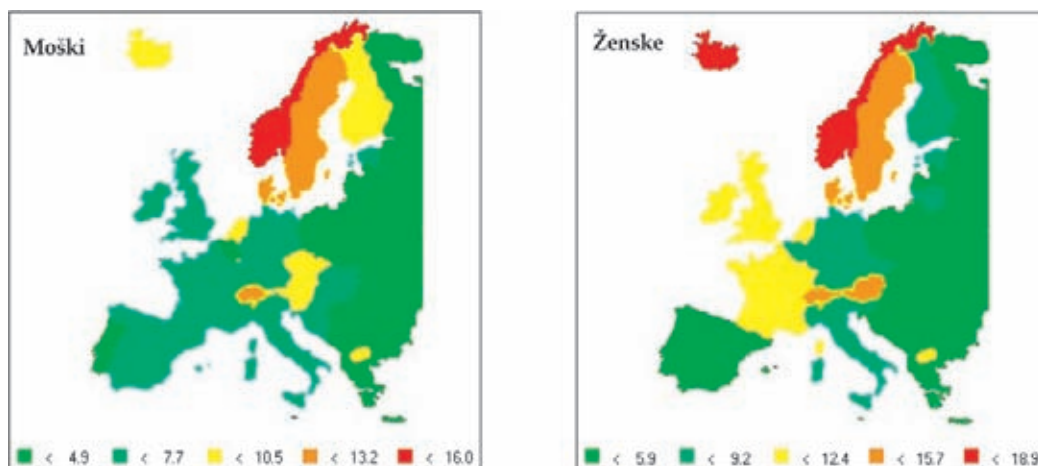 Moški
< 4.9 < 7.7 < 10.5 < 13.2 < 16.0
Ženske
< 5.9 < 9.2 < 12.4 < 15.7 < 18.9